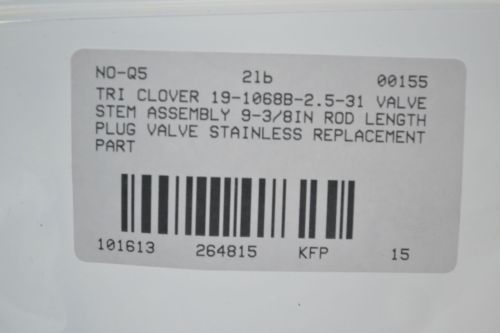 NO-Q5 2lb 00155
TRI CLOVER 19-1068B-2.5-31 VALVE
STEM ASSEMBLY 9-3/8IN ROD LENGTH
PLUG VALVE STAINLESS REPLACEMENT
PART
101613 264815 KFP 15